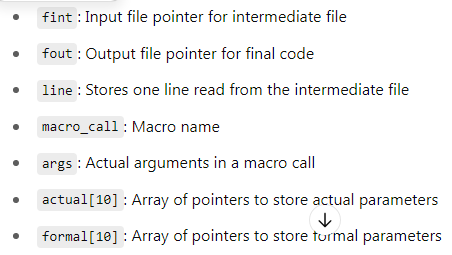 • fint : Input file pointer for intermediate file
• fout : Output file pointer for final code
• line : Stores one line read from the intermediate file
• macro_call : Macro name
• args : Actual arguments in a macro call
• actual[10] : Array of pointers to store actual parameters
• formal[10] : Array of pointers to store formal parameters